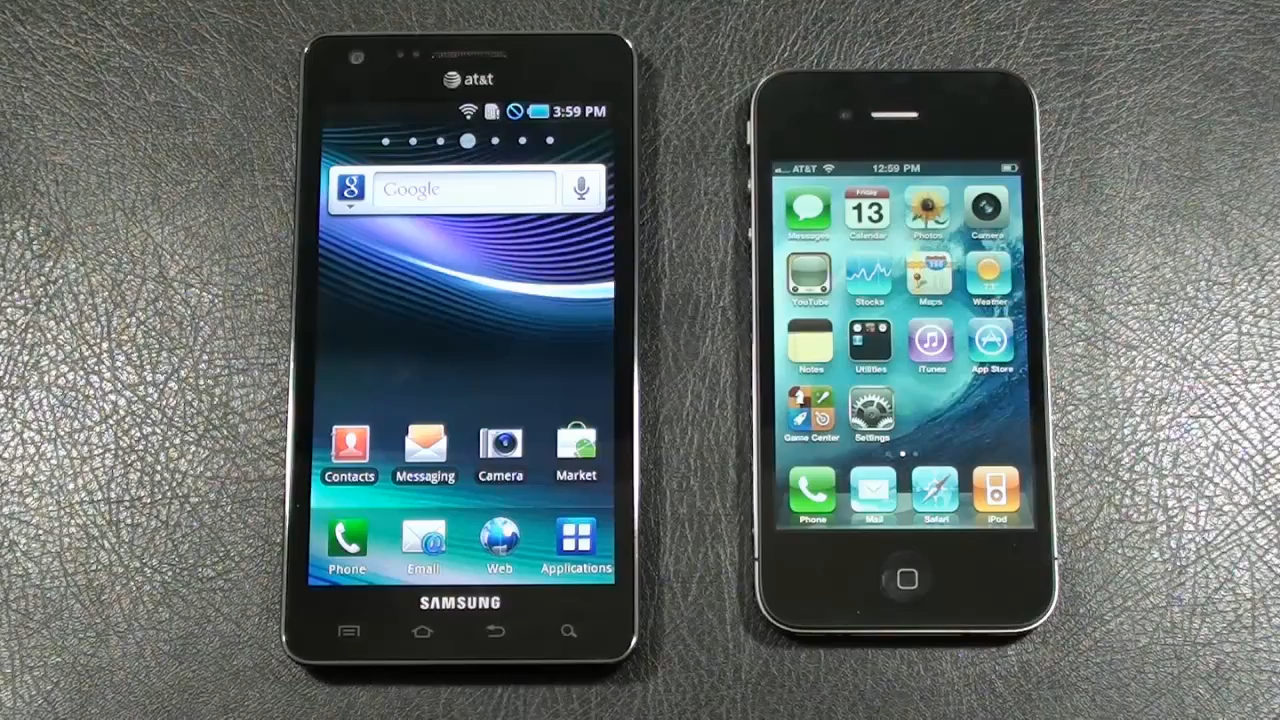 at&t
3:59 PM
Google
Contacts Messaging Camera Market
Phone Email Web Applications
SAMSUNG
AT&T 12:59 PM
Friday
13
Messages Calendar Photos Camera
YouTube Stocks Maps Weather
Notes Utilities iTunes App Store
Game Center Settings
Phone Mail Safari iPod